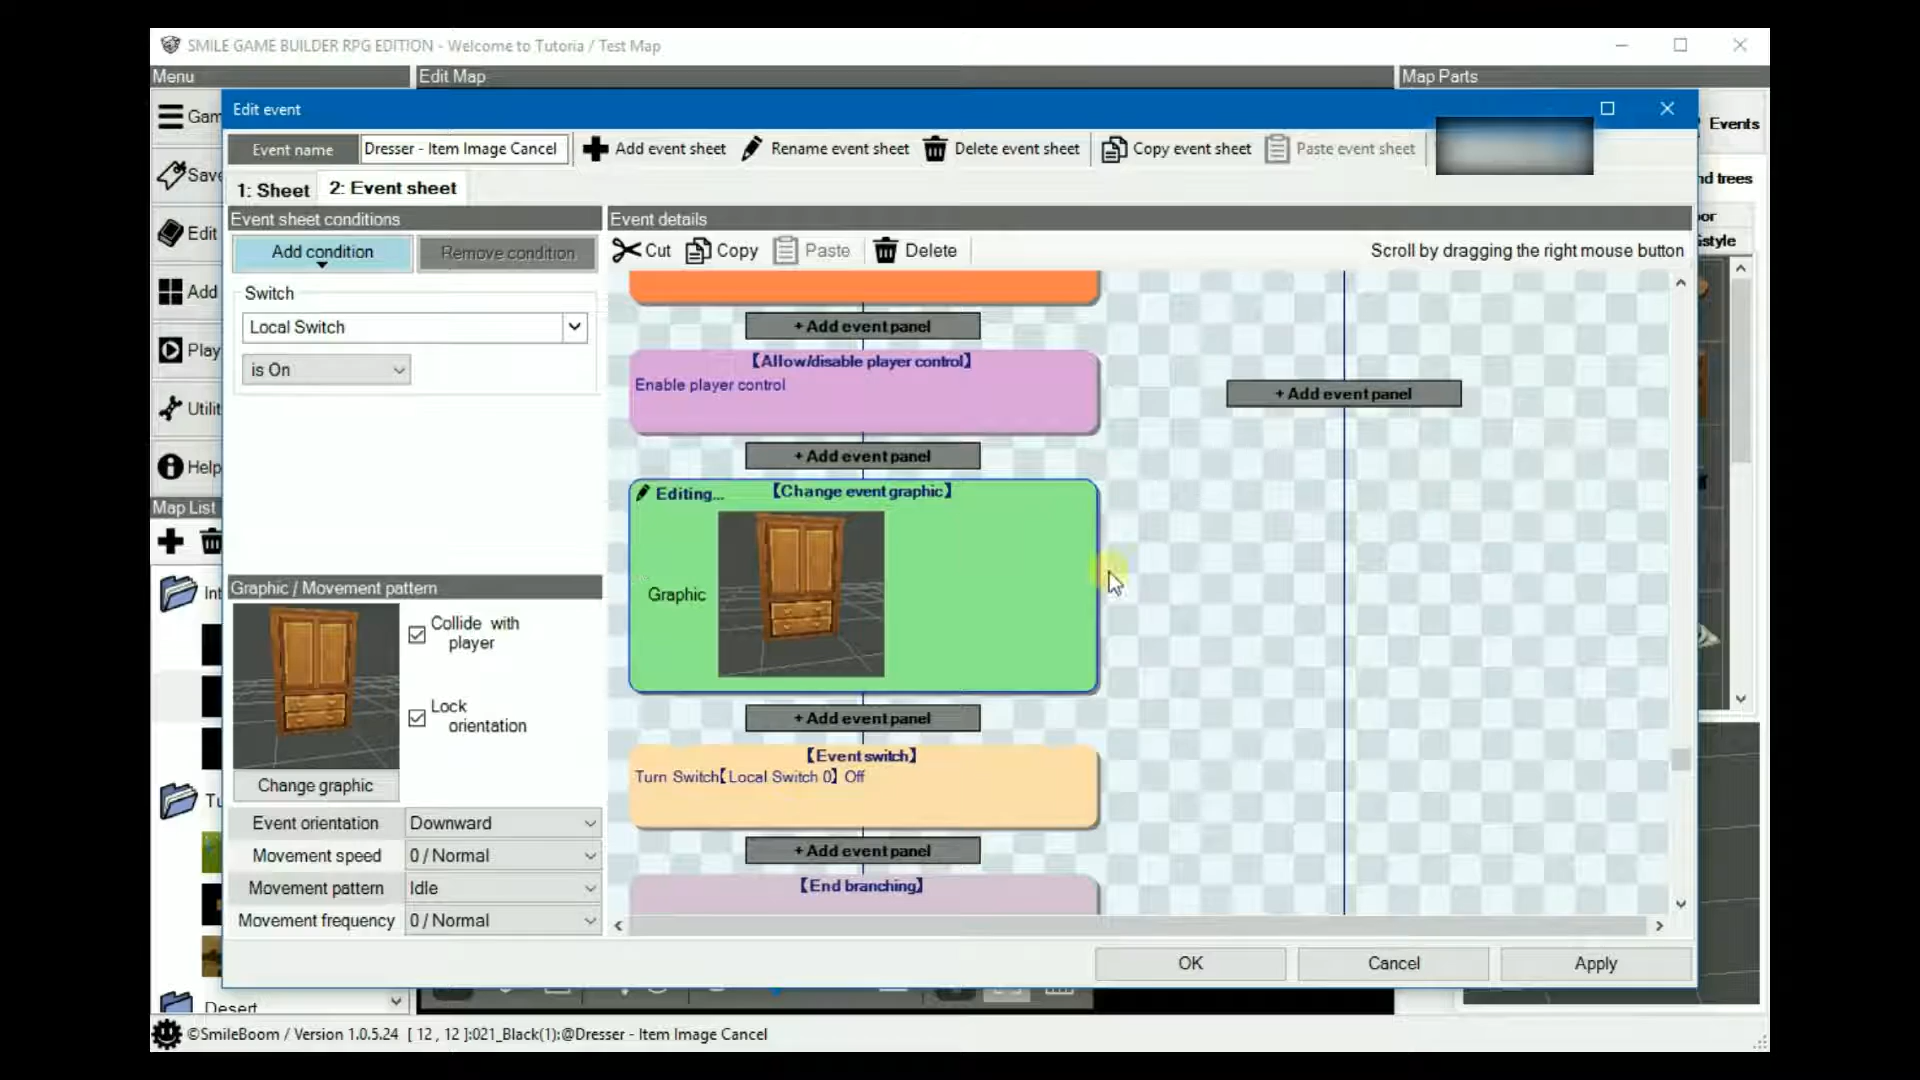 SMILE GAME BUILDER RPG EDITION - Welcome to Tutoria / Test Map
Menu
Edit Map
Map Parts
Edit event
Events
Event name
Dresser - Item Image Cancel
Add event sheet
Rename event sheet
Delete event sheet
Copy event sheet
Paste event sheet
Save
Edit
Add
Play
Help
1: Sheet
2: Event sheet
Event sheet conditions
Event details
Add condition
Remove condition
Cut
Copy
Paste
Delete
Scroll by dragging the right mouse button
Switch
Local Switch
is On
+ Add event panel
【Allow/disable player control】
Enable player control
+ Add event panel
+ Add event panel
Editing...
【Change event graphic】
Graphic
+ Add event panel
【Event switch】
Turn Switch【Local Switch 0】 Off
+ Add event panel
【End branching】
Map List
Graphic / Movement pattern
Collide with
player
Lock
orientation
Change graphic
Event orientation
Downward
Movement speed
0 / Normal
Movement pattern
Idle
Movement frequency
0 / Normal
OK
Cancel
Apply
Desert
©SmileBoom / Version 1.0.5.24 [ 12 , 12 ]:021_Black(1):@Dresser - Item Image Cancel